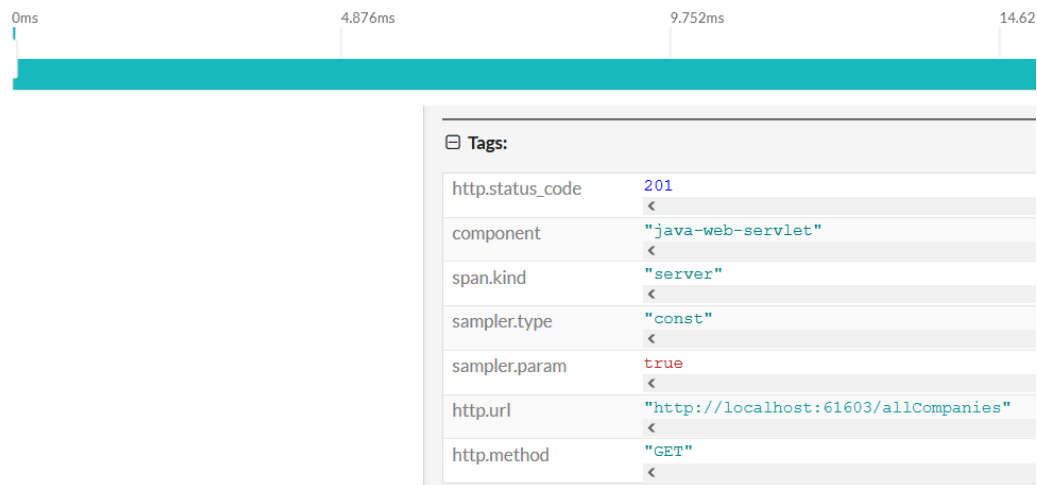 0ms 4.876ms 9.752ms 14.62
Tags:
http.status_code 201
component "java-web-servlet"
span.kind "server"
sampler.type "const"
sampler.param true
http.url "http://localhost:61603/allCompanies"
http.method "GET"